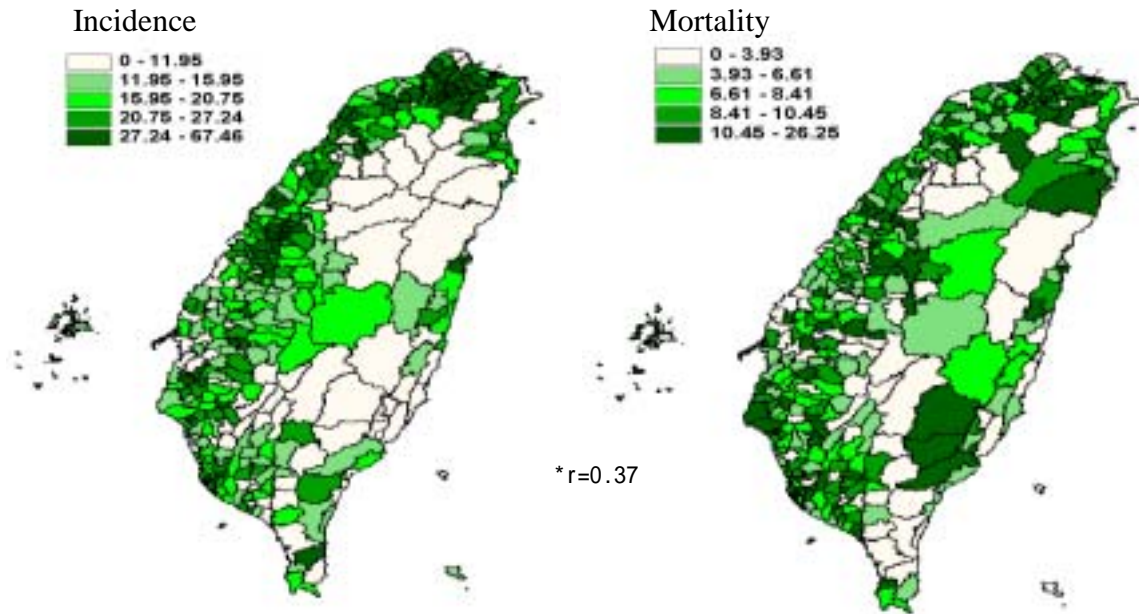 Incidence
0 - 11.95
11.95 - 15.95
15.95 - 20.75
20.75 - 27.24
27.24 - 67.46
Mortality
0 - 3.93
3.93 - 6.61
6.61 - 8.41
8.41 - 10.45
10.45 - 26.25
*r=0.37